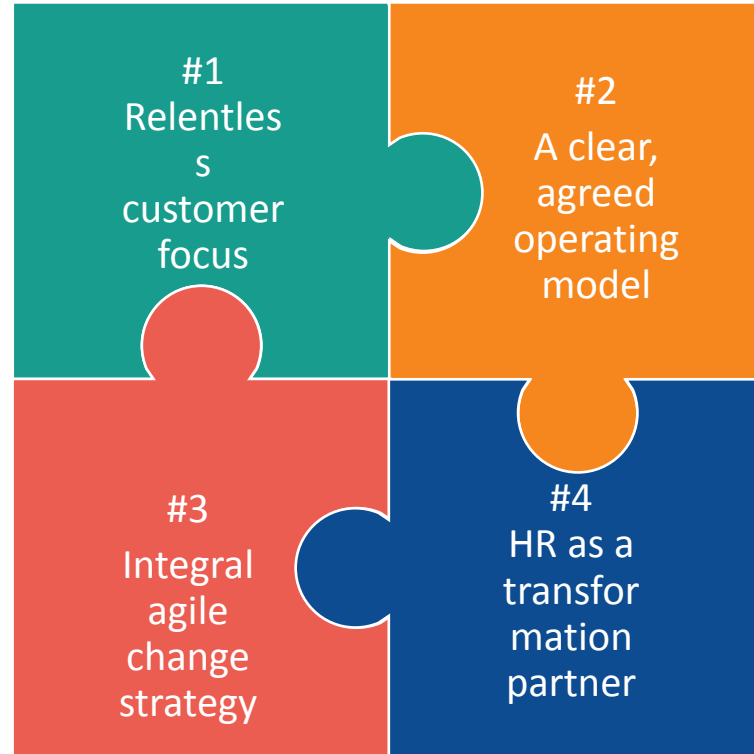 #1
Relentles
s
customer
focus
#2
A clear,
agreed
operating
model
#3
Integral
agile
change
strategy
#4
HR as a
transfor
mation
partner